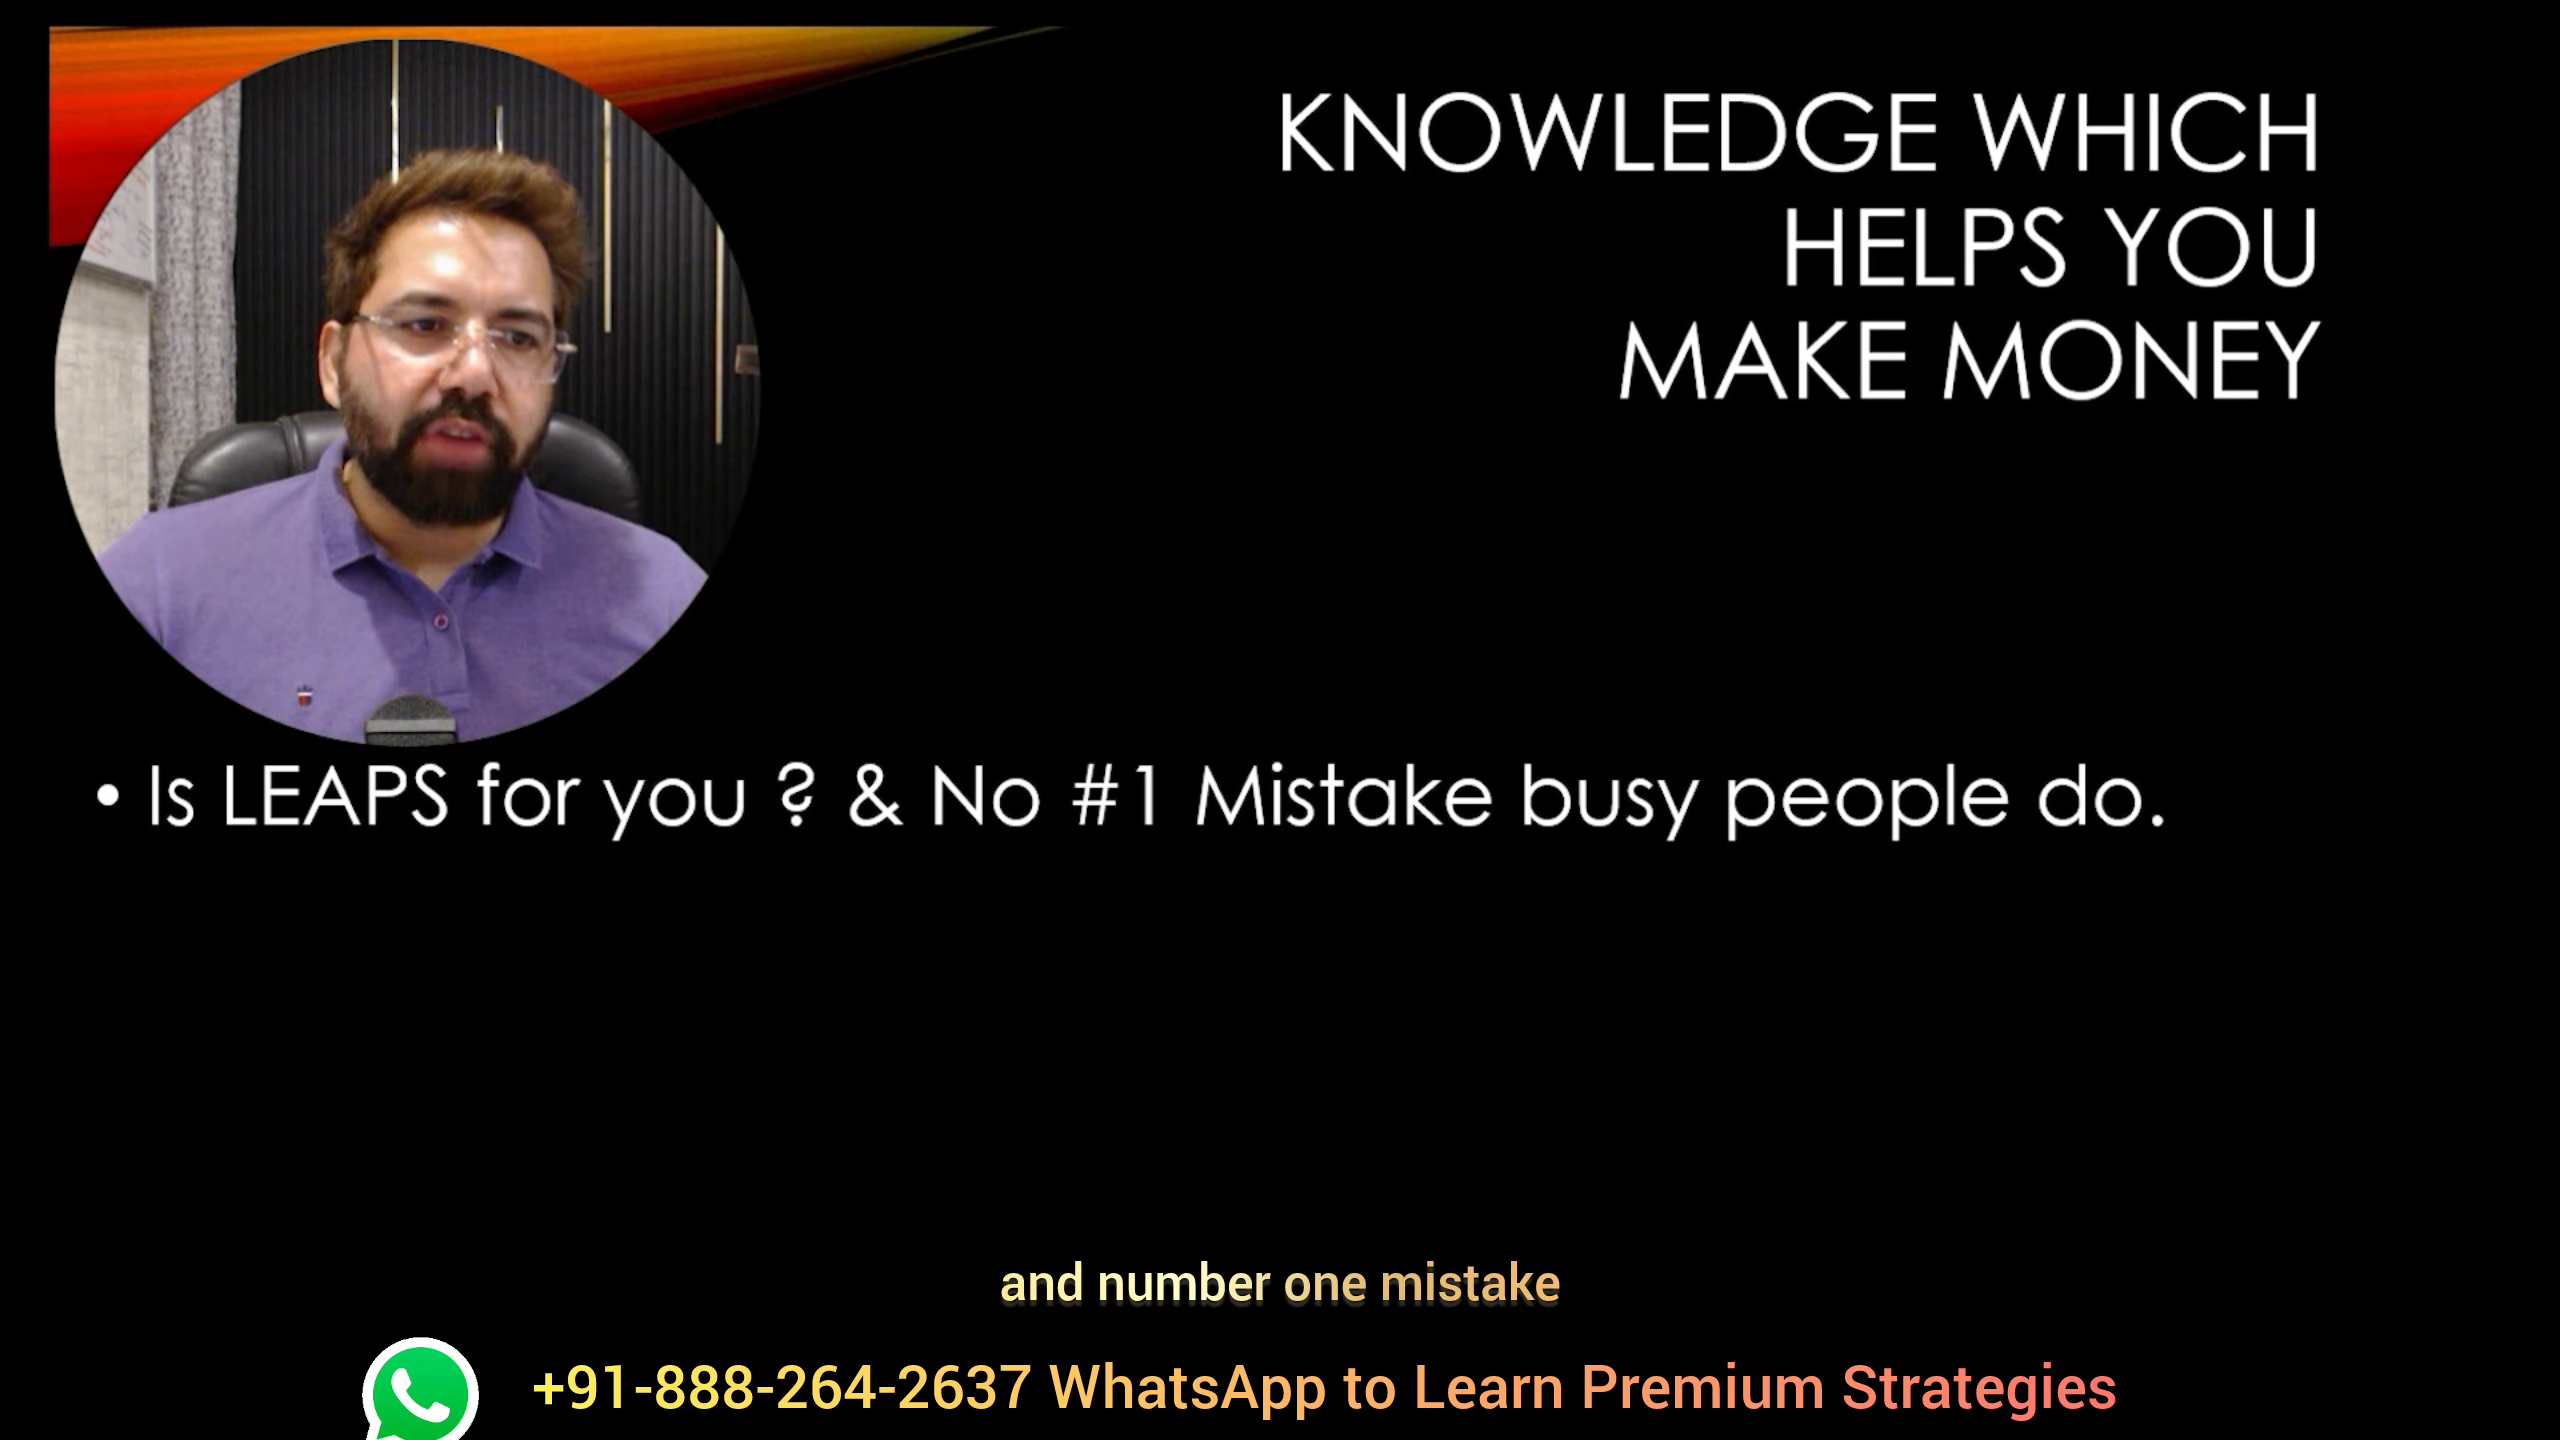 KNOWLEDGE WHICH
HELPS YOU
MAKE MONEY
• Is LEAPS for you ? & No #1 Mistake busy people do.
and number one mistake
+91-888-264-2637 WhatsApp to Learn Premium Strategies